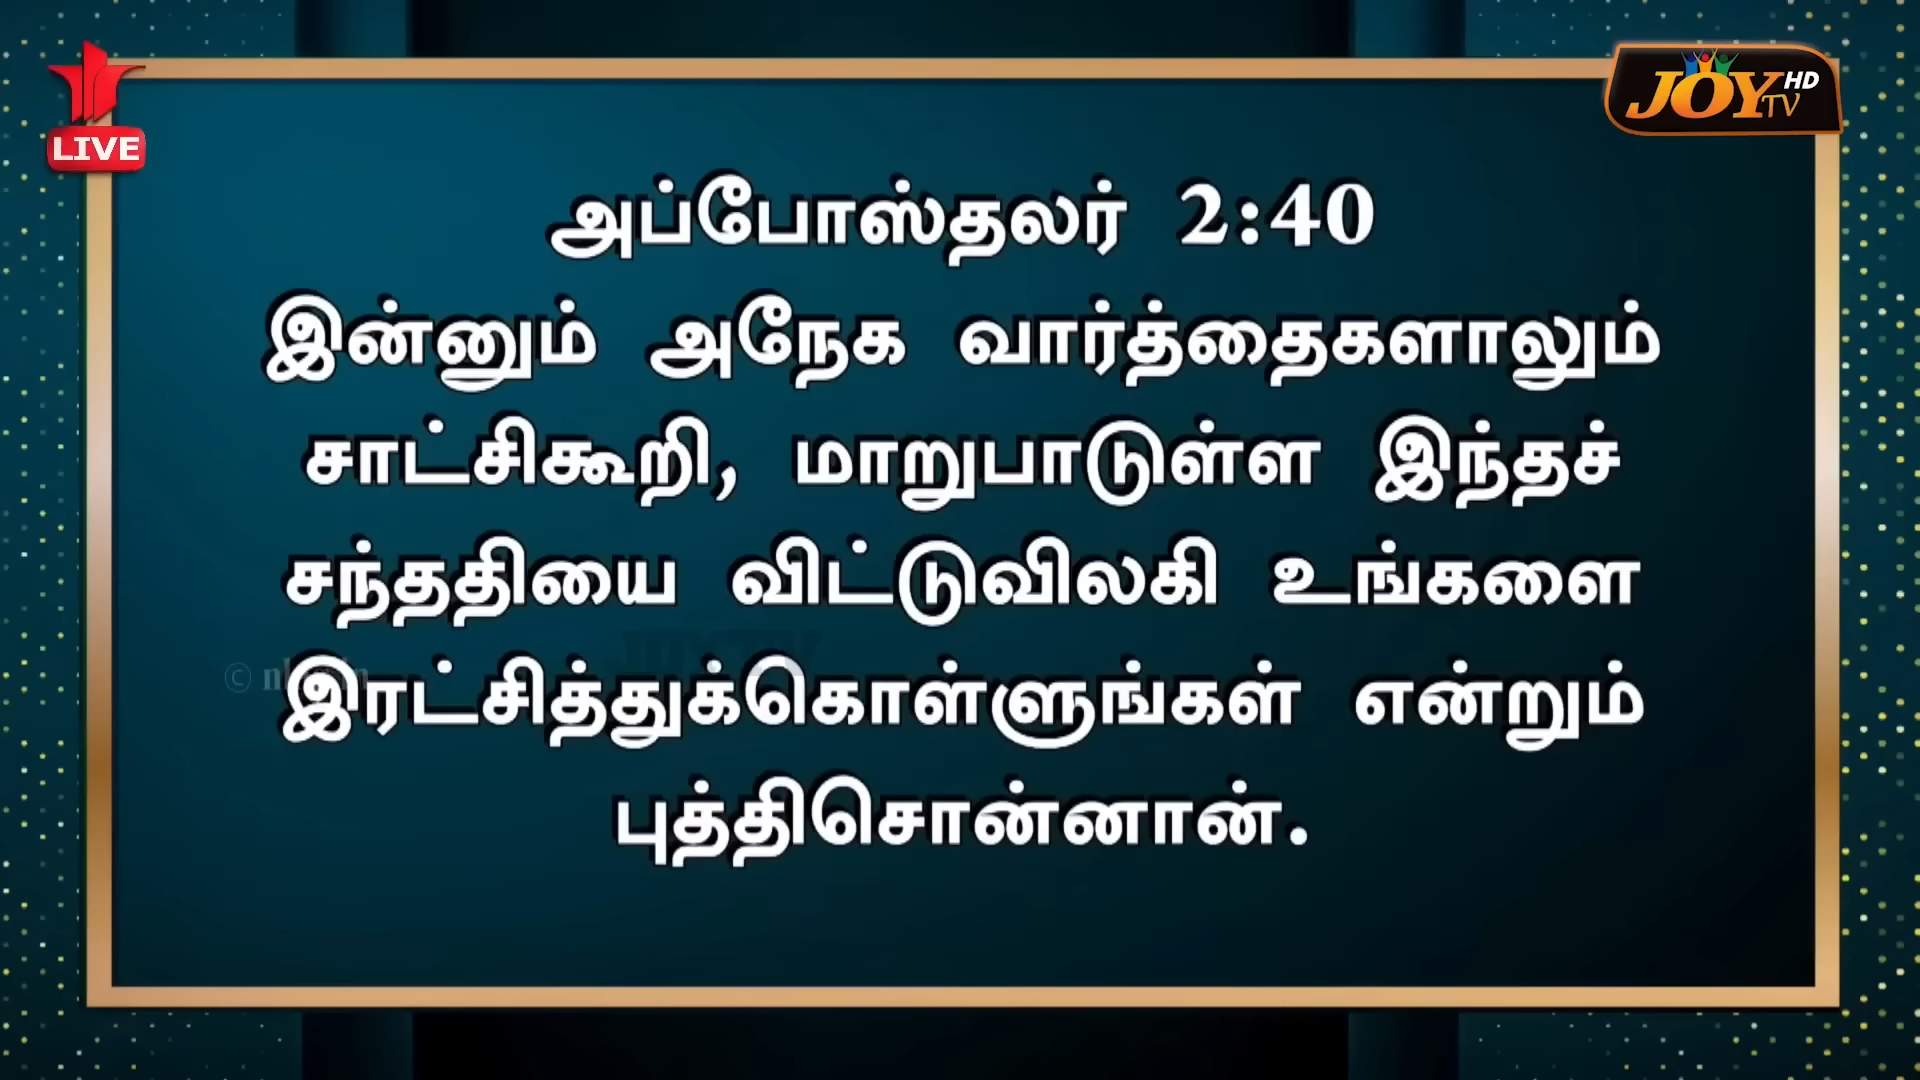 LIVE
JOY TV HD
அப்போஸ்தலர் 2:40
இன்னும் அநேக வார்த்தைகளாலும்
சாட்சிகூறி, மாறுபாடுள்ள இந்தச்
சந்ததியை விட்டுவிலகி உங்களை
இரட்சித்துக்கொள்ளுங்கள் என்றும்
புத்திசொன்னான்.